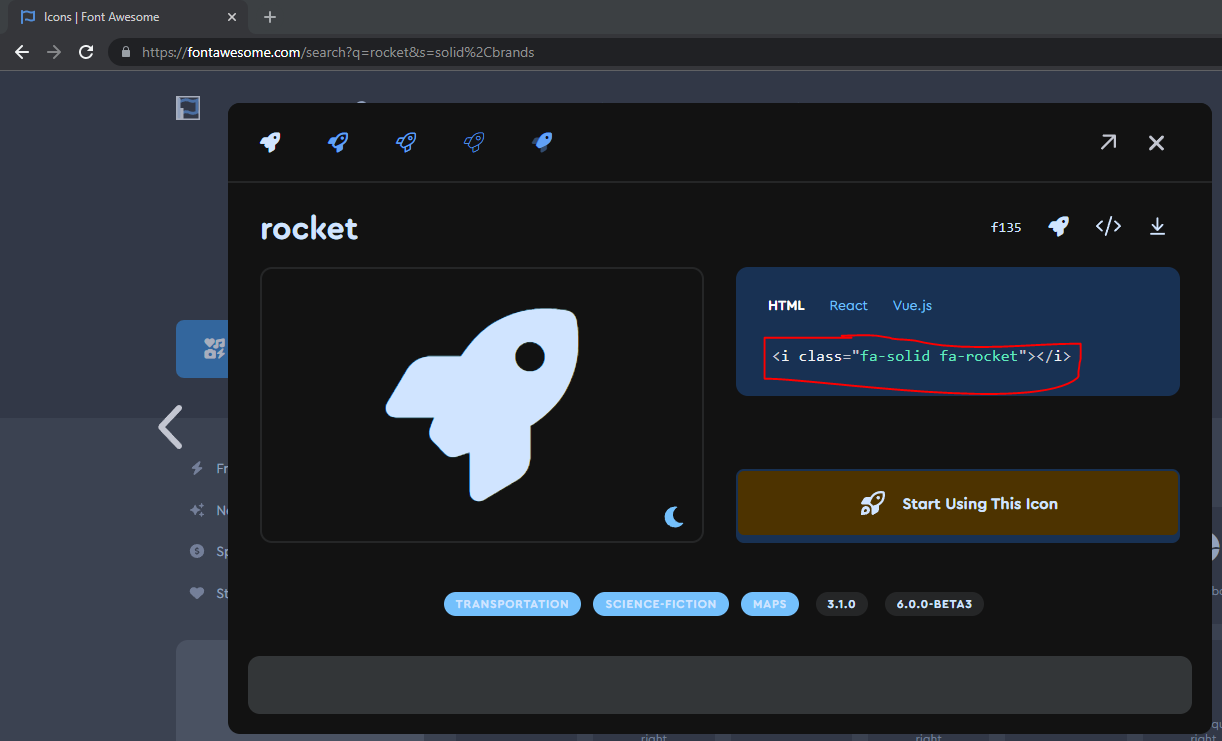 Icons | Font Awesome
https://fontawesome.com/search?q=rocket&s=solid%2Cbrands
rocket
f135
HTML React Vue.js
<i class="fa-solid fa-rocket"></i>
Start Using This Icon
Fr
Ne
Sp
St
TRANSPORTATION SCIENCE-FICTION MAPS 3.1.0 6.0.0-BETA3
right
right
right